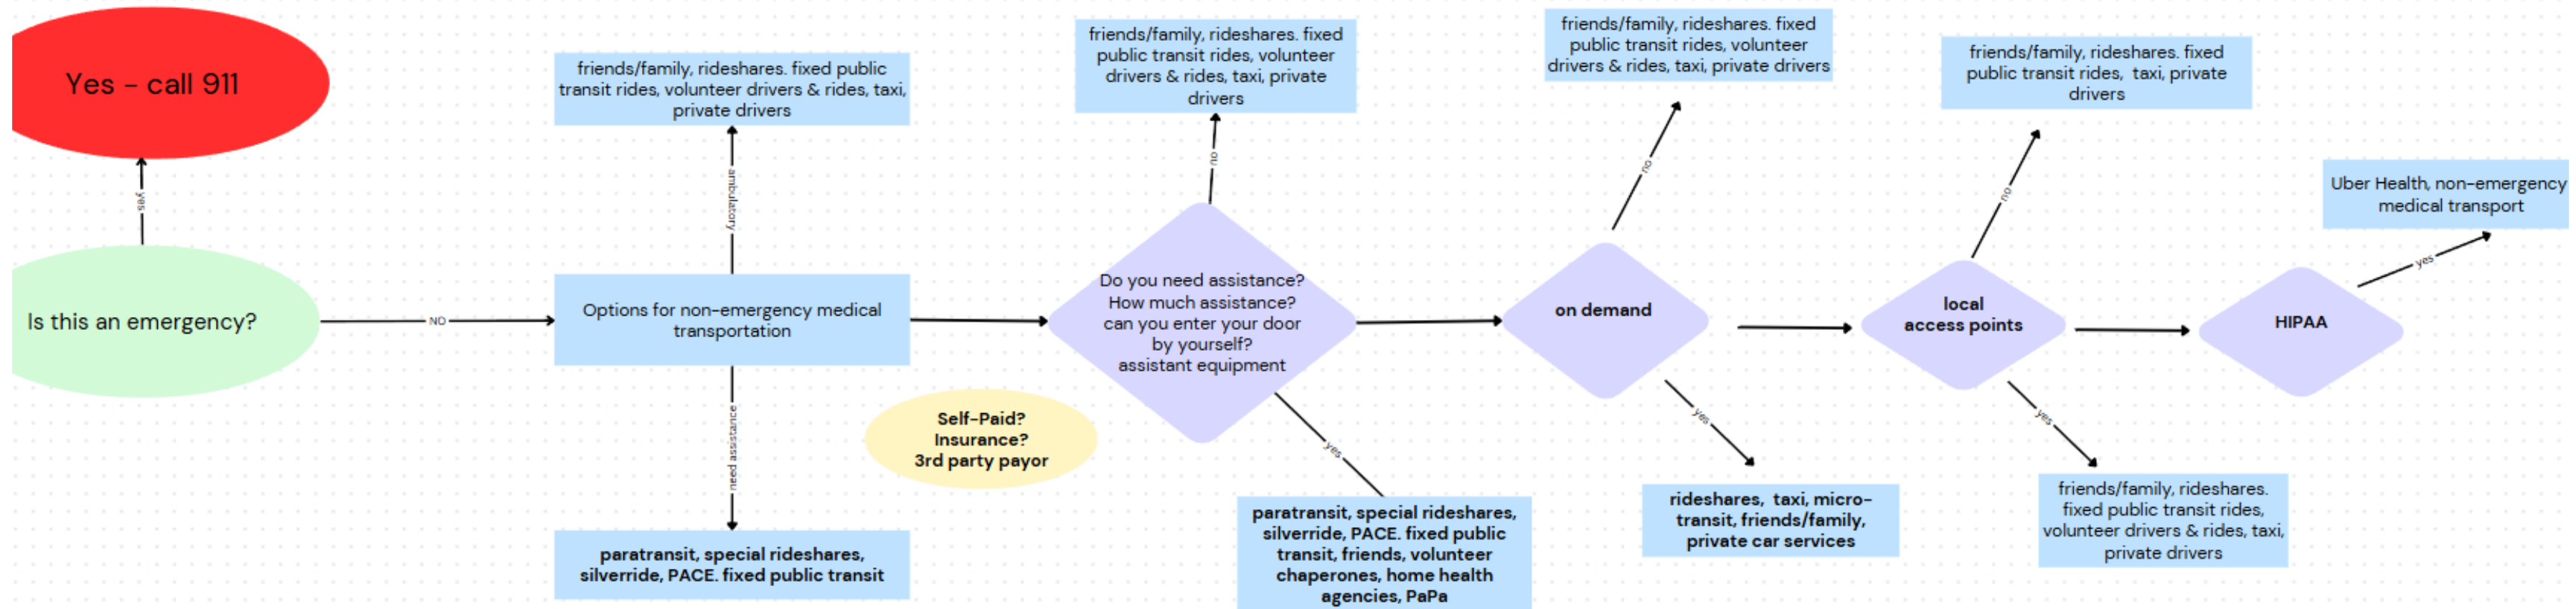 Yes - call 911
yes
Is this an emergency?
NO
friends/family, rideshares. fixed public
transit rides, volunteer drivers & rides, taxi,
private drivers
ambulatory
Options for non-emergency medical
transportation
need assistance
paratransit, special rideshares,
silverride, PACE. fixed public transit
Self-Paid?
Insurance?
3rd party payor
friends/family, rideshares. fixed
public transit rides, volunteer
drivers & rides, taxi, private
drivers
no
Do you need assistance?
How much assistance?
can you enter your door
by yourself?
assistant equipment
yes
paratransit, special rideshares,
silverride, PACE. fixed public
transit, friends, volunteer
chaperones, home health
agencies, PaPa
friends/family, rideshares. fixed
public transit rides, volunteer
drivers & rides, taxi, private drivers
no
on demand
yes
rideshares, taxi, micro-
transit, friends/family,
private car services
friends/family, rideshares. fixed
public transit rides, taxi, private
drivers
no
local
access points
yes
friends/family, rideshares.
fixed public transit rides,
volunteer drivers & rides, taxi,
private drivers
Uber Health, non-emergency
medical transport
yes
HIPAA